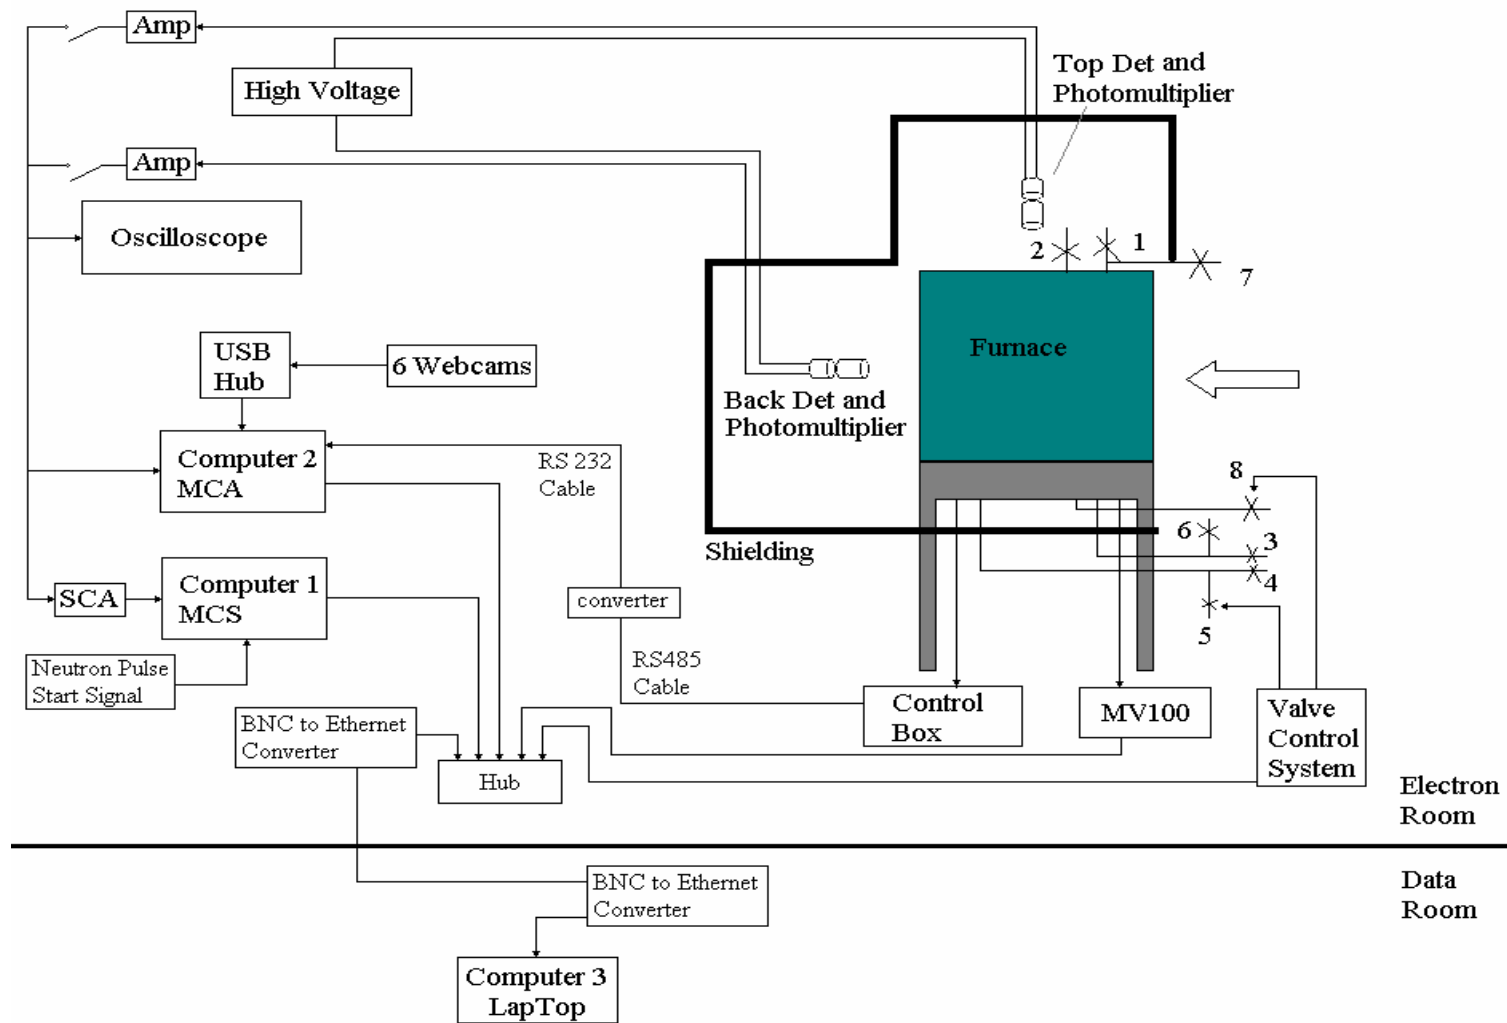 Amp
High Voltage
Top Det and
Photomultiplier
Amp
Oscilloscope
2
1
7
USB
Hub
6 Webcams
Furnace
Back Det and
Photomultiplier
Computer 2
MCA
RS 232
Cable
8
6
3
4
5
Shielding
SCA
Computer 1
MCS
converter
Neutron Pulse
Start Signal
RS485
Cable
Control
Box
MV100
Valve
Control
System
BNC to Ethernet
Converter
Hub
Electron
Room
BNC to Ethernet
Converter
Data
Room
Computer 3
LapTop